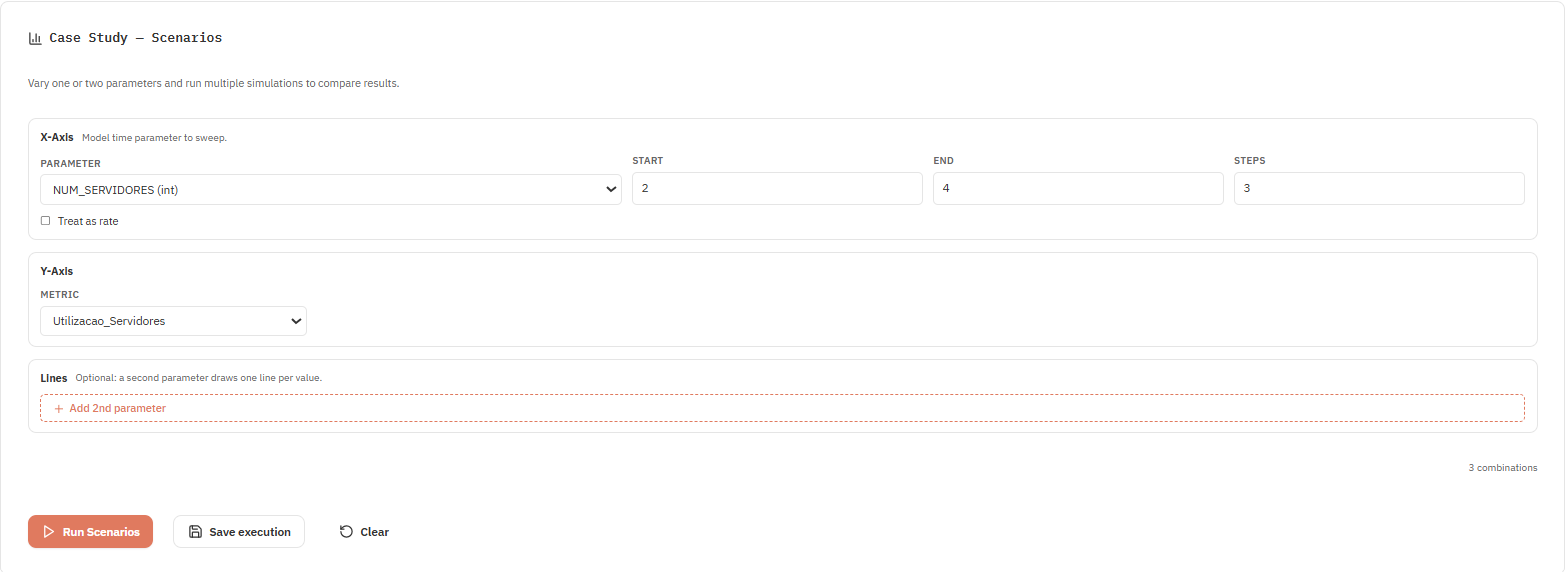 Case Study — Scenarios
Vary one or two parameters and run multiple simulations to compare results.
X-Axis Model time parameter to sweep.
PARAMETER START END STEPS
NUM_SERVIDORES (int) 2 4 3
Treat as rate
Y-Axis
METRIC
Utilizacao_Servidores
Lines Optional: a second parameter draws one line per value.
+ Add 2nd parameter
3 combinations
Run Scenarios Save execution Clear